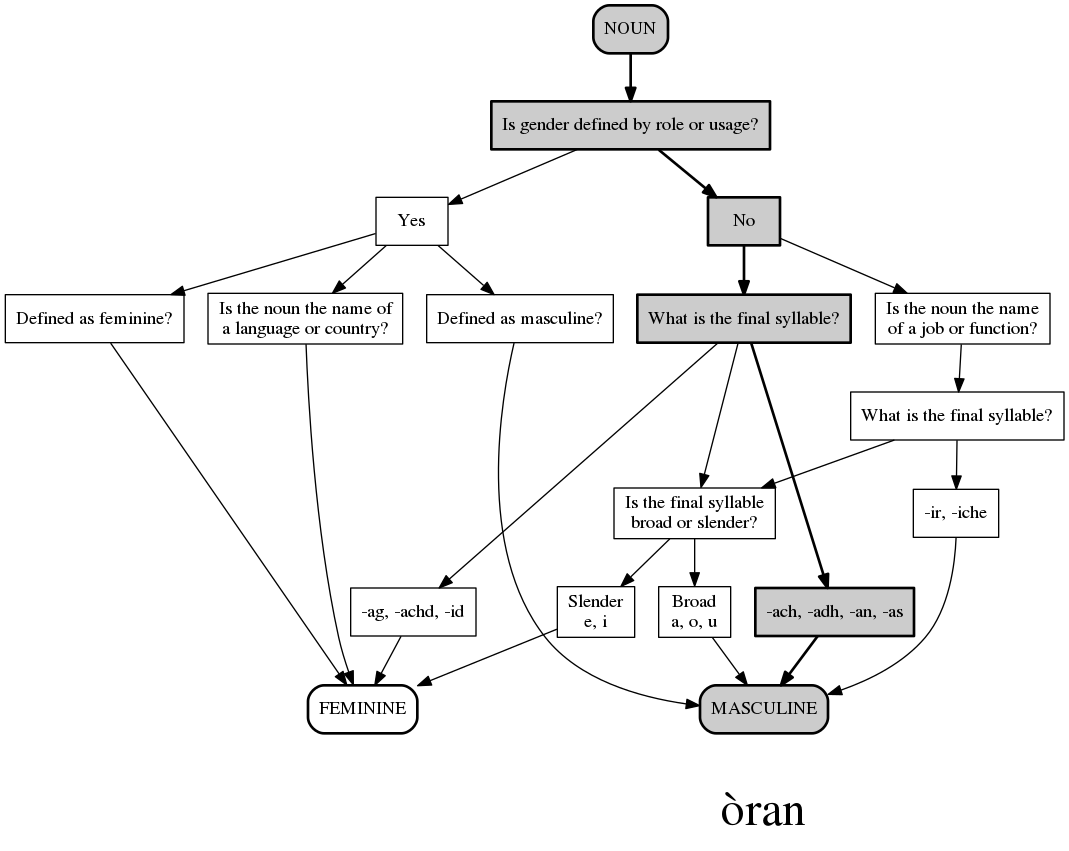 NOUN
Is gender defined by role or usage?
Yes
No
Defined as feminine?
Is the noun the name of
a language or country?
Defined as masculine?
What is the final syllable?
Is the noun the name
of a job or function?
What is the final syllable?
Is the final syllable
broad or slender?
-ir, -iche
-ag, -achd, -id
Slender
e, i
Broad
a, o, u
-ach, -adh, -an, -as
FEMININE
MASCULINE
òran